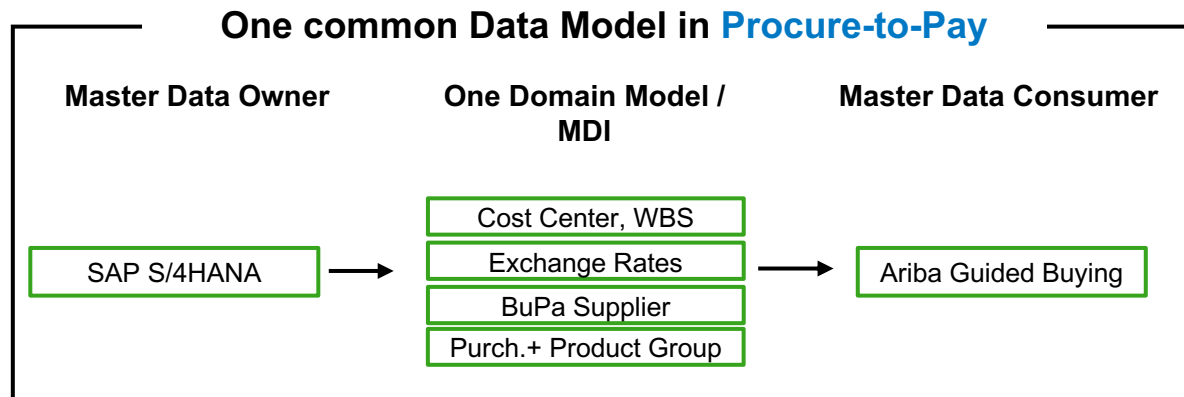 One common Data Model in Procure-to-Pay
Master Data Owner
One Domain Model /
MDI
Master Data Consumer
Cost Center, WBS
SAP S/4HANA
Exchange Rates
Ariba Guided Buying
BuPa Supplier
Purch.+ Product Group